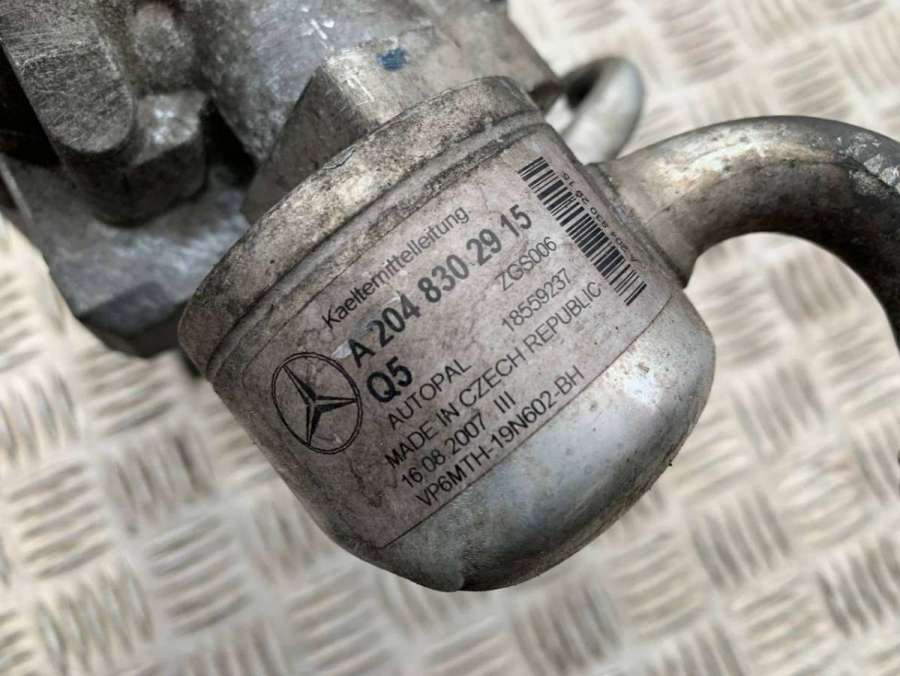 Kaeltemittelleitung
A 204 830 29 15
Q5 ZGS006
AUTOPAL 18559237
MADE IN CZECH REPUBLIC
16.08.2007 III
VP6MTH-19N602-BH